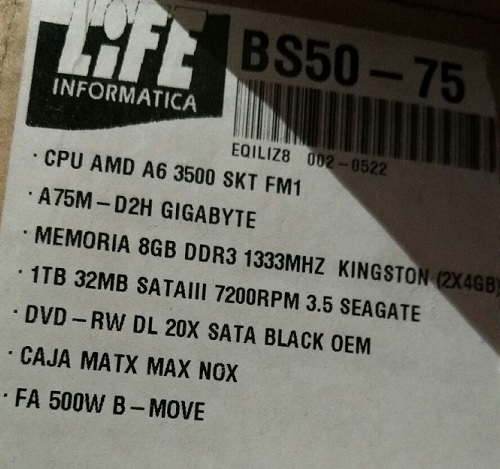 LiFE
INFORMATICA
BS50-75
EQILIZ8 002-0522
· CPU AMD A6 3500 SKT FM1
· A75M-D2H GIGABYTE
· MEMORIA 8GB DDR3 1333MHZ KINGSTON (2X4GB)
· 1TB 32MB SATAIII 7200RPM 3.5 SEAGATE
· DVD-RW DL 20X SATA BLACK OEM
· CAJA MATX MAX NOX
· FA 500W B-MOVE